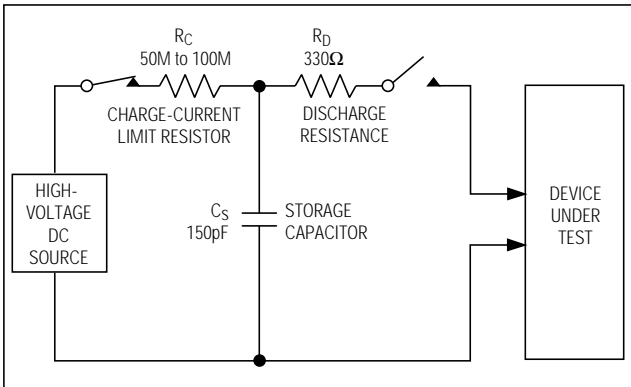 R_C
50M to 100M
CHARGE-CURRENT
LIMIT RESISTOR
R_D
330Ω
DISCHARGE
RESISTANCE
HIGH-
VOLTAGE
DC
SOURCE
C_S
150pF
STORAGE
CAPACITOR
DEVICE
UNDER
TEST